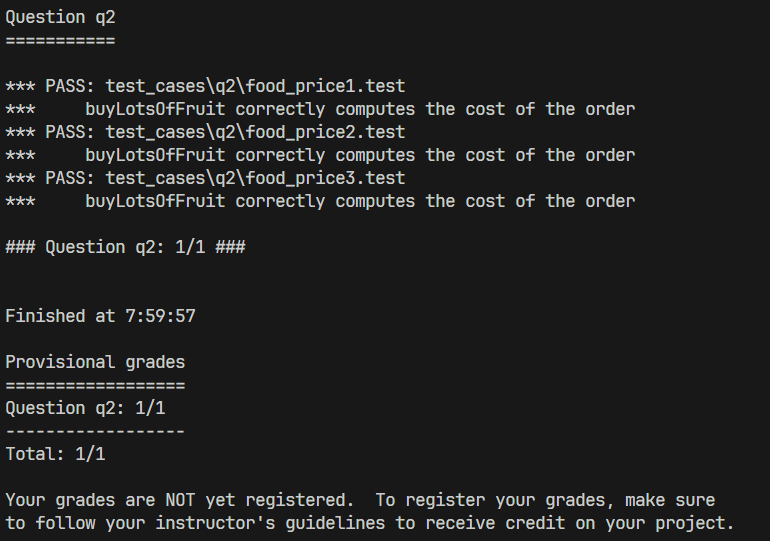 Question q2
===========
*** PASS: test_cases\q2\food_price1.test
***     buyLotsOfFruit correctly computes the cost of the order
*** PASS: test_cases\q2\food_price2.test
***     buyLotsOfFruit correctly computes the cost of the order
*** PASS: test_cases\q2\food_price3.test
***     buyLotsOfFruit correctly computes the cost of the order
### Question q2: 1/1 ###
Finished at 7:59:57
Provisional grades
==================
Question q2: 1/1
------------------
Total: 1/1
Your grades are NOT yet registered.  To register your grades, make sure
to follow your instructor's guidelines to receive credit on your project.